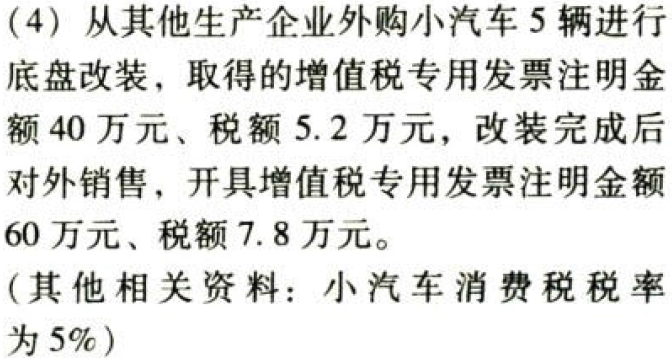 (4) 从其他生产企业外购小汽车 5 辆进行
底盘改装，取得的增值税专用发票注明金
额 40 万元、税额 5. 2 万元，改装完成后
对外销售，开具增值税专用发票注明金额
60 万元、税额 7. 8 万元。
(其他相关资料：小汽车消费税税率
为 5%)